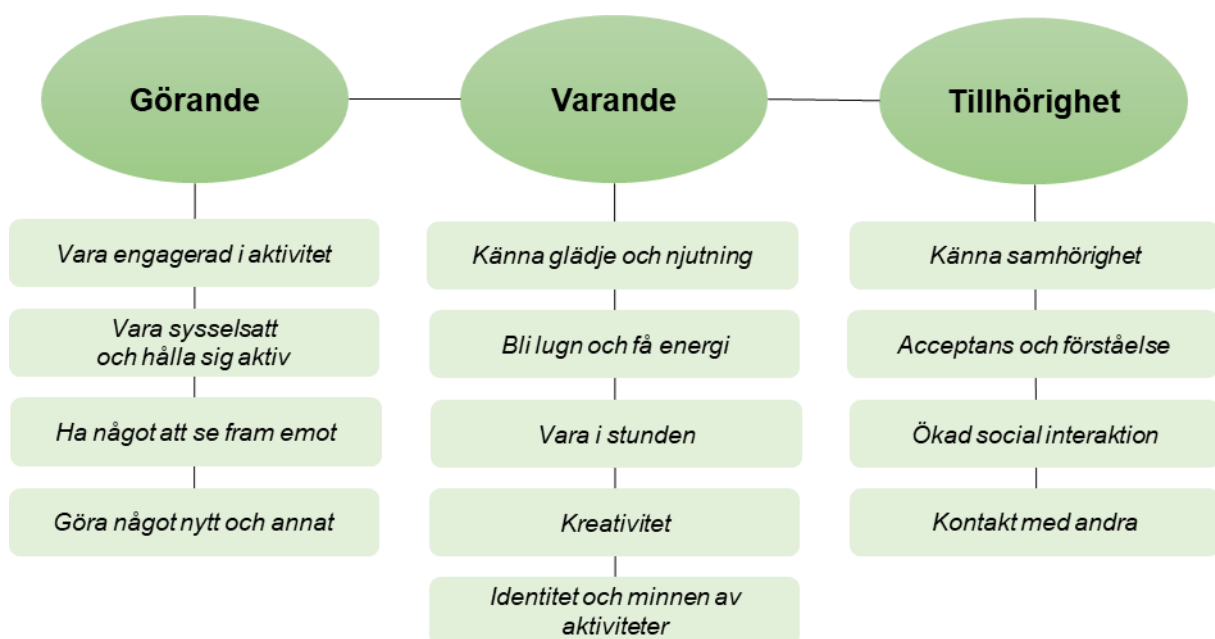 Görande
Varande
Tillhörighet
Vara engagerad i aktivitet
Vara sysselsatt
och hålla sig aktiv
Ha något att se fram emot
Göra något nytt och annat
Känna glädje och njutning
Bli lugn och få energi
Vara i stunden
Kreativitet
Identitet och minnen av
aktiviteter
Känna samhörighet
Acceptans och förståelse
Ökad social interaktion
Kontakt med andra